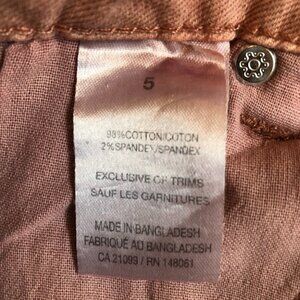 5
98% COTTON/COTON
2% SPANDEX/SPANDEX
EXCLUSIVE OF TRIMS
SAUF LES GARNITURES
MADE IN BANGLADESH
FABRIQUÉ AU BANGLADESH
CA 21099 / RN 148061